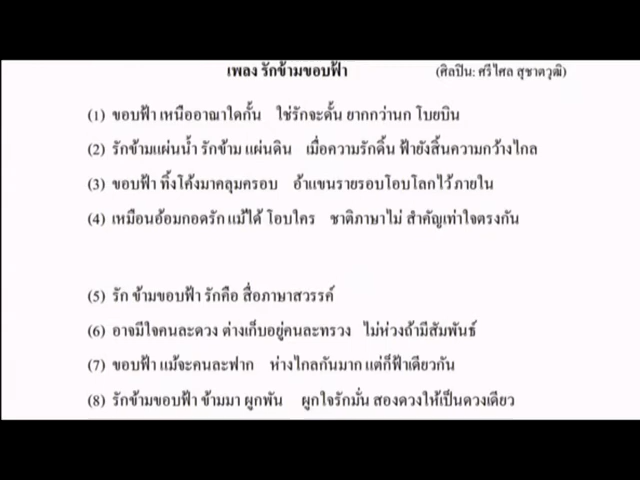 เพลง รักข้ามขอบฟ้า (ศิลปิน: ศรีไศล สุชาตวุฒิ)
(1) ขอบฟ้า เหนืออาณาใดกั้น ใช่รักจะดั้น ยากกว่านก โบยบิน
(2) รักข้ามแผ่นน้ำ รักข้าม แผ่นดิน เมื่อความรักดิ้น ฟ้ายังสิ้นความกว้างไกล
(3) ขอบฟ้า ทิ้งโค้งมาคลุมครอบ อ้าแขนรายรอบโอบโลกไว้ภายใน
(4) เหมือนอ้อมกอดรัก แม้ได้ โอบใคร ชาติภาษาไม่ สำคัญเท่าใจตรงกัน
(5) รัก ข้ามขอบฟ้า รักคือ สื่อภาษาสวรรค์
(6) อาจมีใจคนละดวง ต่างเก็บอยู่คนละทรวง ไม่ห่วงถ้ามีสัมพันธ์
(7) ขอบฟ้า แม้จะคนละฟาก ห่างไกลกันมาก แต่ก็ฟ้าเดียวกัน
(8) รักข้ามขอบฟ้า ข้ามมา ผูกพัน ผูกใจรักมั่น สองดวงให้เป็นดวงเดียว